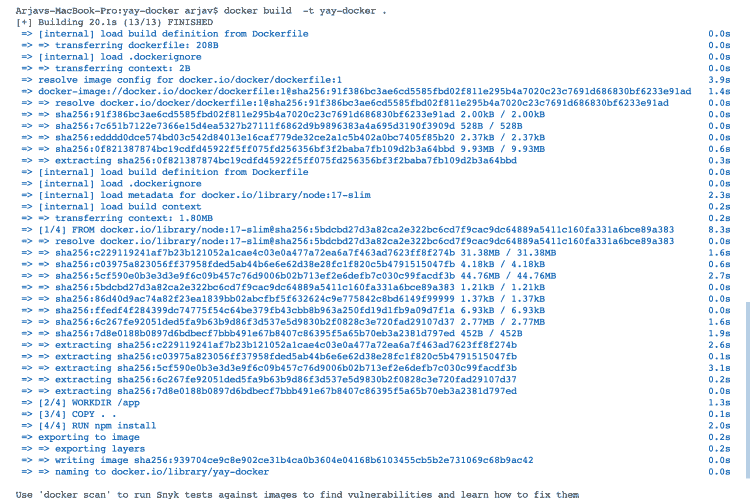 Arjavs-MacBook-Pro:yay-docker arjav$ docker build  -t yay-docker .
[+] Building 20.1s (13/13) FINISHED
=> [internal] load build definition from Dockerfile 0.0s
=> => transferring dockerfile: 208B 0.0s
=> [internal] load .dockerignore 0.0s
=> => transferring context: 2B 0.0s
=> resolve image config for docker.io/docker/dockerfile:1 3.9s
=> docker-image://docker.io/docker/dockerfile:1@sha256:91f386bc3ae6cd5585fbd02f811e295b4a7020c23c7691d686830bf6233e91ad 1.4s
=> => resolve docker.io/docker/dockerfile:1@sha256:91f386bc3ae6cd5585fbd02f811e295b4a7020c23c7691d686830bf6233e91ad 0.0s
=> => sha256:91f386bc3ae6cd5585fbd02f811e295b4a7020c23c7691d686830bf6233e91ad 2.00kB / 2.00kB 0.0s
=> => sha256:7c651b7122e7366e15d4ea5327b27111f6862d9b9896383a4a695d3190f3909d 528B / 528B 0.0s
=> => sha256:edddd0dce574bd03c542d84013e16caf779de32ce2a1c5b402a0bc7405f85b20 2.37kB / 2.37kB 0.0s
=> => sha256:0f821387874bc19cdfd45922f5ff075fd256356bf3f2baba7fb109d2b3a64bbd 9.93MB / 9.93MB 0.6s
=> => extracting sha256:0f821387874bc19cdfd45922f5ff075fd256356bf3f2baba7fb109d2b3a64bbd 0.3s
=> [internal] load build definition from Dockerfile 0.0s
=> [internal] load .dockerignore 0.0s
=> [internal] load metadata for docker.io/library/node:17-slim 2.3s
=> [internal] load build context 0.2s
=> => transferring context: 1.80MB 0.2s
=> [1/4] FROM docker.io/library/node:17-slim@sha256:5bdcbd27d3a82ca2e322bc6cd7f9cac9dc64889a5411c160fa331a6bce89a383 8.3s
=> => resolve docker.io/library/node:17-slim@sha256:5bdcbd27d3a82ca2e322bc6cd7f9cac9dc64889a5411c160fa331a6bce89a383 0.0s
=> => sha256:c229119241af7b23b121052a1cae4c03e0a477a72ea6a7f463ad7623ff8f274b 31.38MB / 31.38MB 1.6s
=> => sha256:c03975a823056ff37958fded5ab44b6e6e62d38e28fc1f820c5b4791515047fb 4.18kB / 4.18kB 0.6s
=> => sha256:5cf590e0b3e3d3e9f6c09b457c76d9006b02b713ef2e6defb7c030c99facdf3b 44.76MB / 44.76MB 2.7s
=> => sha256:5bdcbd27d3a82ca2e322bc6cd7f9cac9dc64889a5411c160fa331a6bce89a383 1.21kB / 1.21kB 0.0s
=> => sha256:86d40d9ac74a82f23ea1839bb02abcfbf5f632624c9e775842c8bd6149f99999 1.37kB / 1.37kB 0.0s
=> => sha256:ffedf4f284399dc74775f54c64be379fb43cbb8b963a250fd19d1fb9a09d7f1a 6.93kB / 6.93kB 0.0s
=> => sha256:6c267fe92051ded5fa9b63b9d86f3d537e5d9830b2f0828c3e720fad29107d37 2.77MB / 2.77MB 1.6s
=> => sha256:7d8e0188b0897d6bdbecf7bbb491e67b8407c86395f5a65b70eb3a2381d797ed 452B / 452B 1.9s
=> => extracting sha256:c229119241af7b23b121052a1cae4c03e0a477a72ea6a7f463ad7623ff8f274b 2.6s
=> => extracting sha256:c03975a823056ff37958fded5ab44b6e6e62d38e28fc1f820c5b4791515047fb 0.1s
=> => extracting sha256:5cf590e0b3e3d3e9f6c09b457c76d9006b02b713ef2e6defb7c030c99facdf3b 3.1s
=> => extracting sha256:6c267fe92051ded5fa9b63b9d86f3d537e5d9830b2f0828c3e720fad29107d37 0.2s
=> => extracting sha256:7d8e0188b0897d6bdbecf7bbb491e67b8407c86395f5a65b70eb3a2381d797ed 0.0s
=> [2/4] WORKDIR /app 1.3s
=> [3/4] COPY . . 0.1s
=> [4/4] RUN npm install 2.0s
=> exporting to image 0.2s
=> => exporting layers 0.2s
=> => writing image sha256:939704ce9c8e902ce31b4ca0b3604e04168b6103455cb5b2e731069c68b9ac42 0.0s
=> => naming to docker.io/library/yay-docker 0.0s
Use 'docker scan' to run Snyk tests against images to find vulnerabilities and learn how to fix them